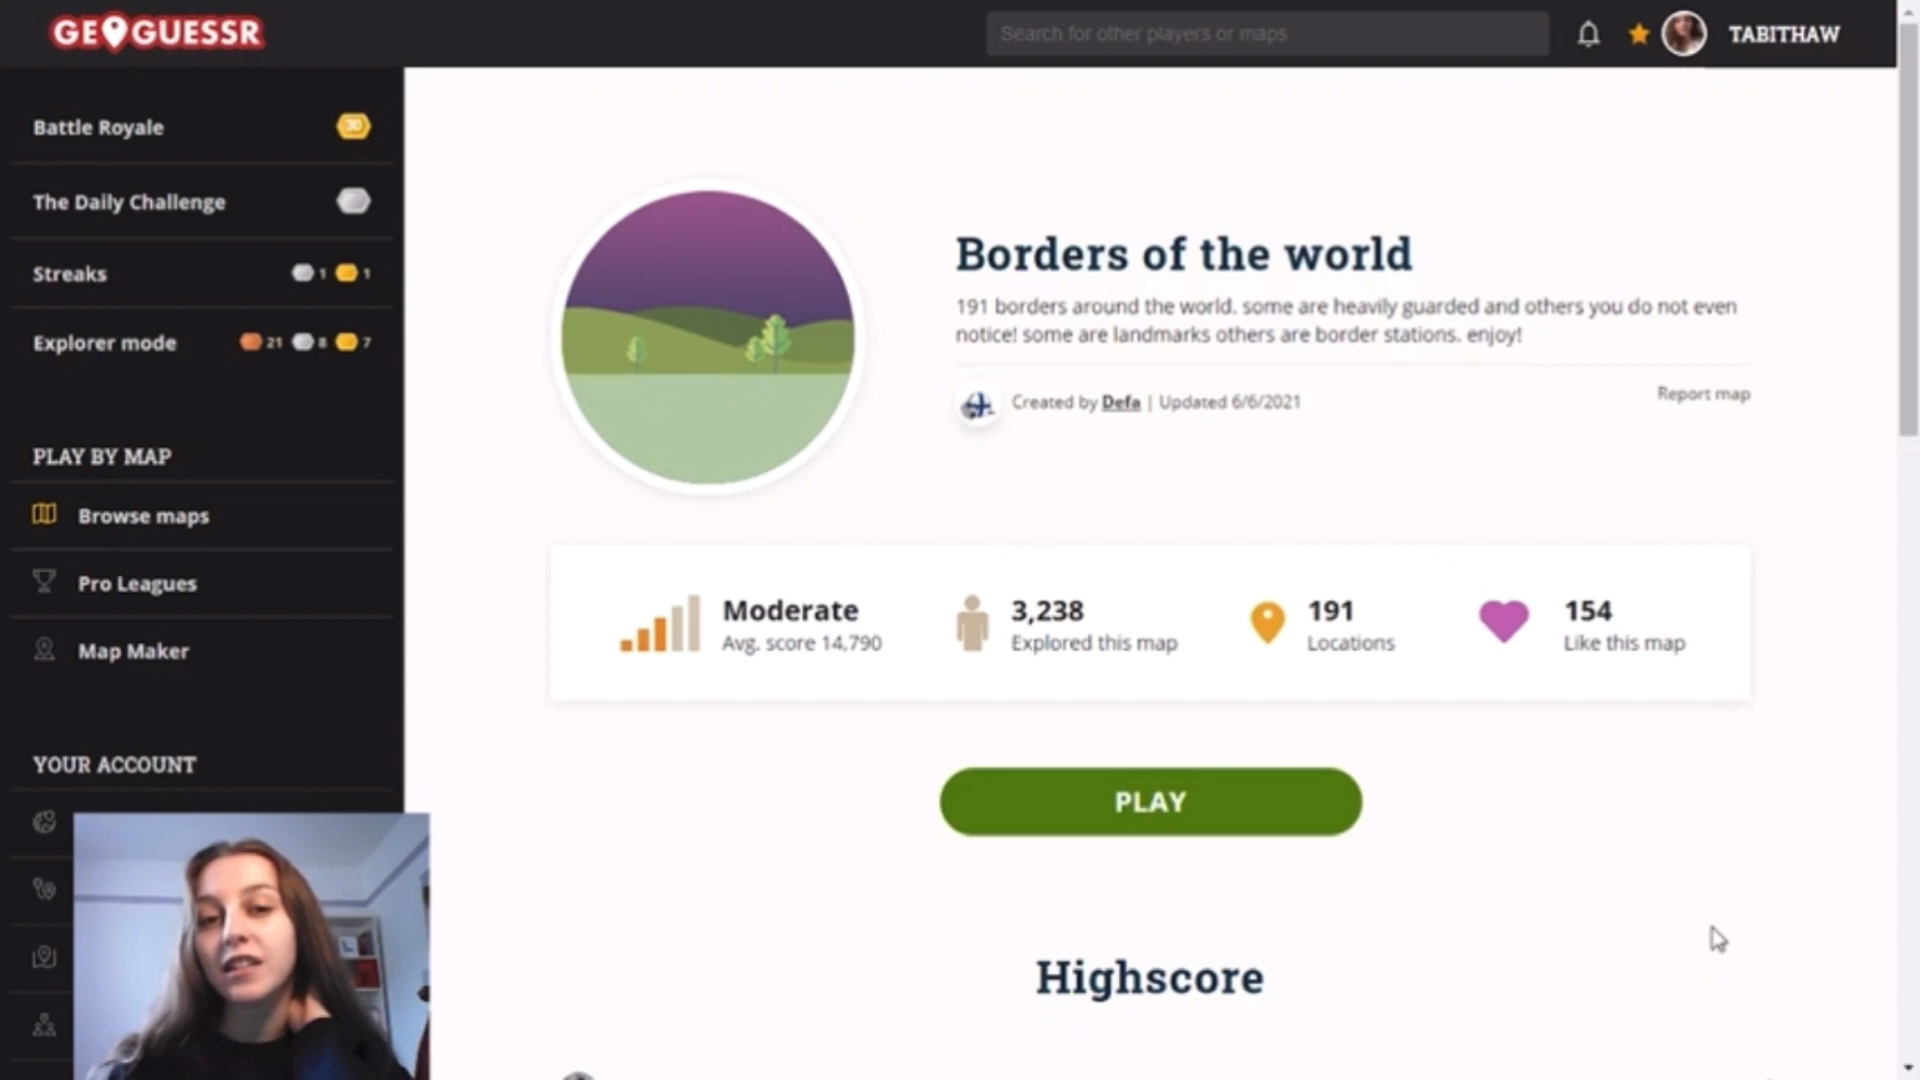 GEOGUESSR
Search for other players or maps
TABITHAW
Battle Royale
30
The Daily Challenge
Streaks
1
1
Explorer mode
21
8
7
PLAY BY MAP
Browse maps
Pro Leagues
Map Maker
YOUR ACCOUNT
Borders of the world
191 borders around the world. some are heavily guarded and others you do not even
notice! some are landmarks others are border stations. enjoy!
Created by Defa | Updated 6/6/2021
Report map
Moderate
Avg. score 14,790
3,238
Explored this map
191
Locations
154
Like this map
PLAY
Highscore